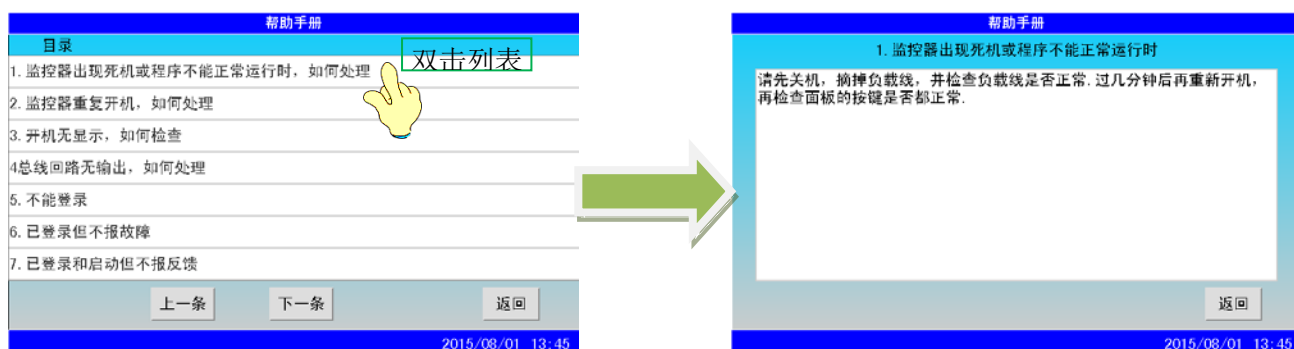 帮助手册
目录
双击列表
1. 监控器出现死机或程序不能正常运行时，如何处理
2. 监控器重复开机，如何处理
3. 开机无显示，如何检查
4总线回路无输出，如何处理
5. 不能登录
6. 已登录但不报故障
7. 已登录和启动但不报反馈
上一条 下一条 返回
2015/08/01 13:45
帮助手册
1. 监控器出现死机或程序不能正常运行时
请先关机，摘掉负载线，并检查负载线是否正常.过几分钟后再重新开机，
再检查面板的按键是否都正常.
返回
2015/08/01 13:45